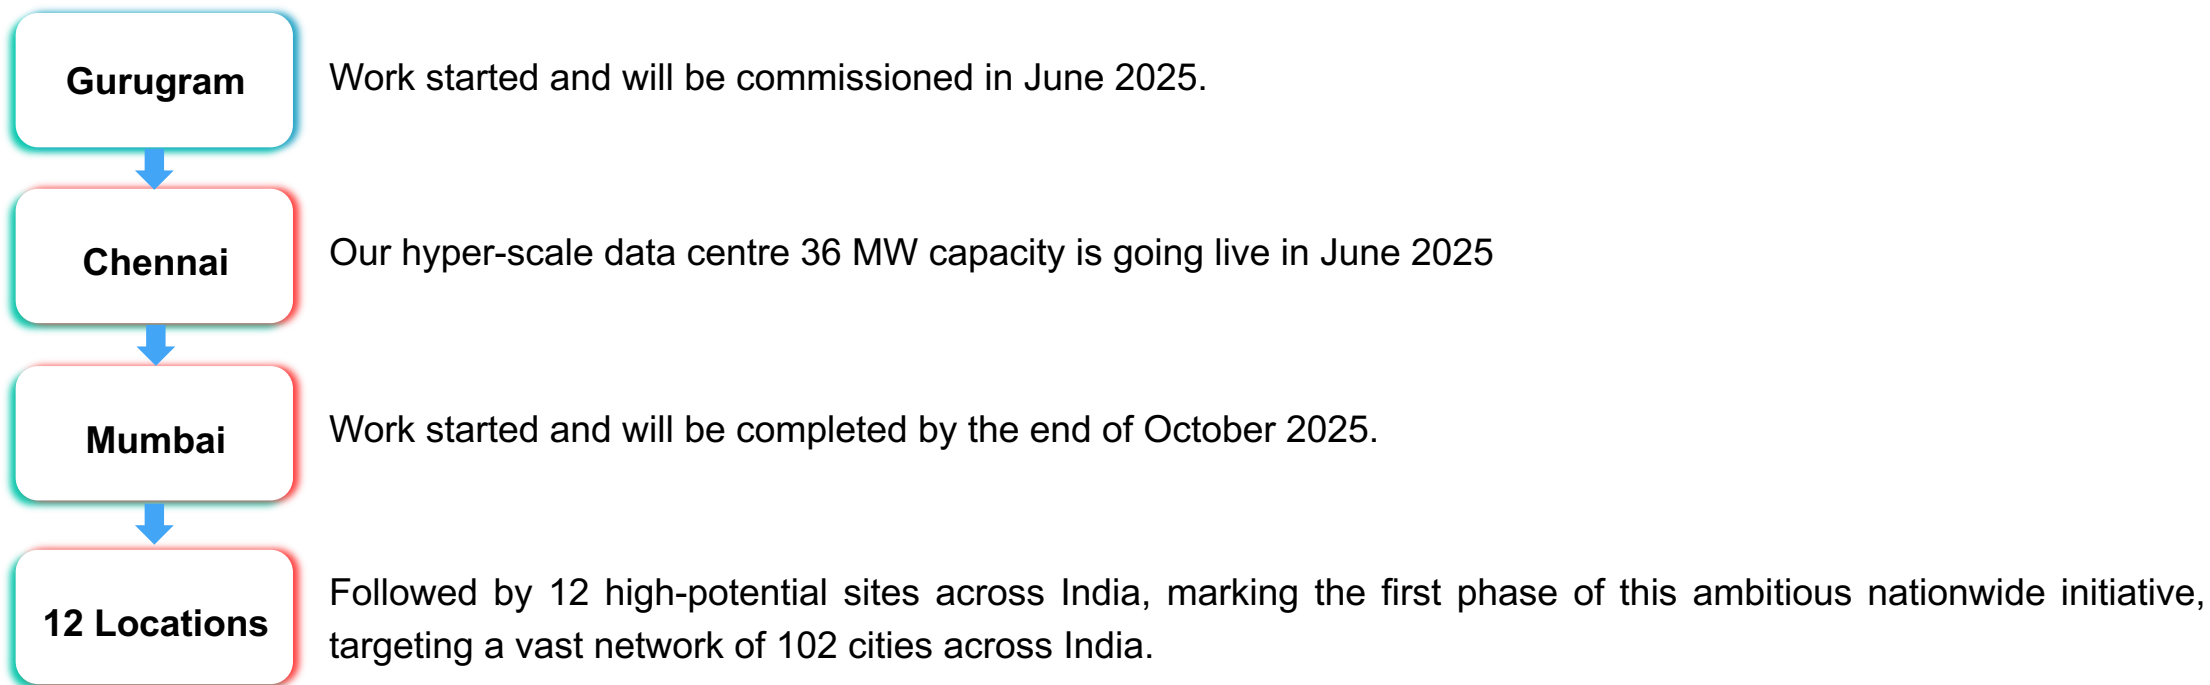 Gurugram
Work started and will be commissioned in June 2025.
Chennai
Our hyper-scale data centre 36 MW capacity is going live in June 2025
Mumbai
Work started and will be completed by the end of October 2025.
12 Locations
Followed by 12 high-potential sites across India, marking the first phase of this ambitious nationwide initiative,
targeting a vast network of 102 cities across India.